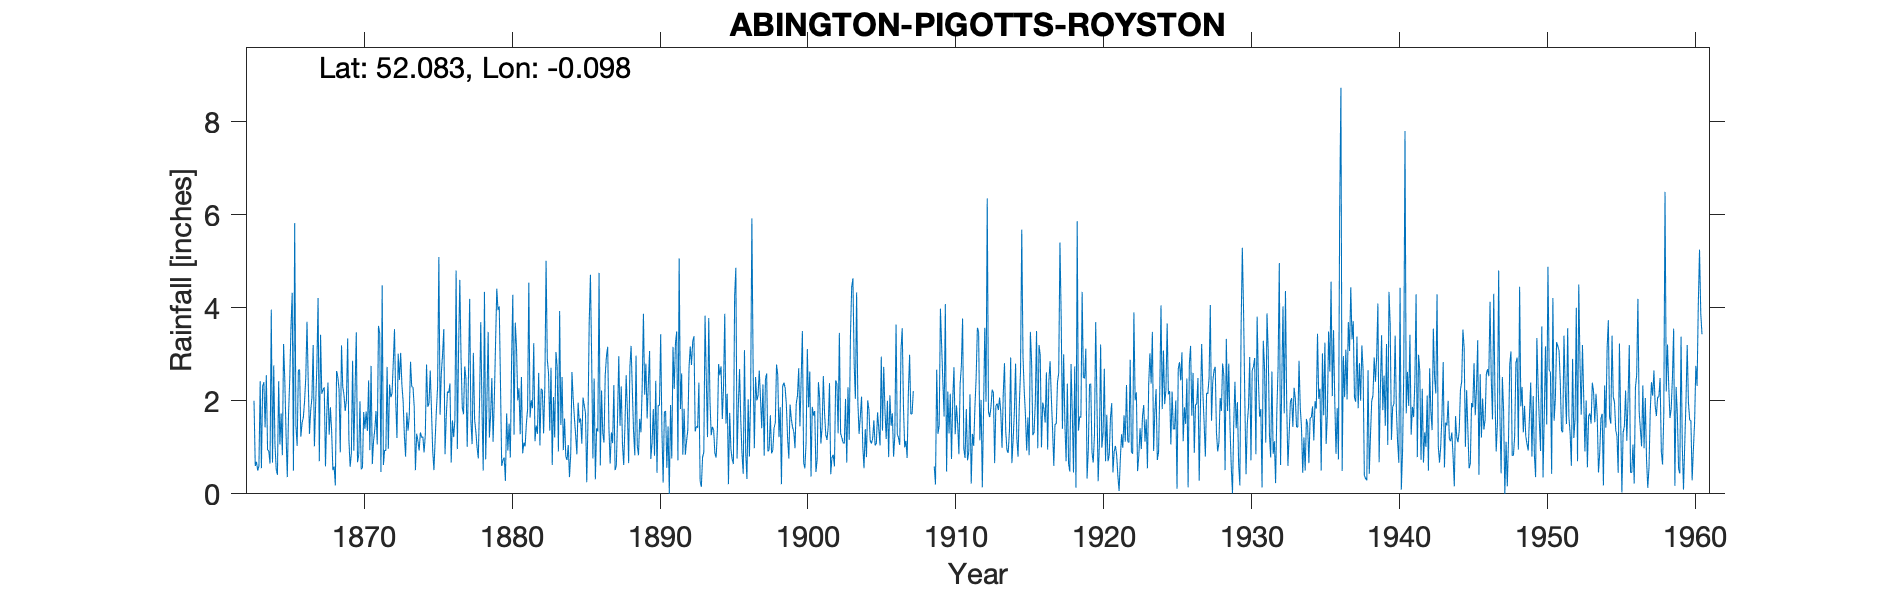 ABINGTON-PIGOTTS-ROYSTON
Lat: 52.083, Lon: -0.098
Rainfall [inches]
8
6
4
2
0
1870 1880 1890 1900 1910 1920 1930 1940 1950 1960
Year